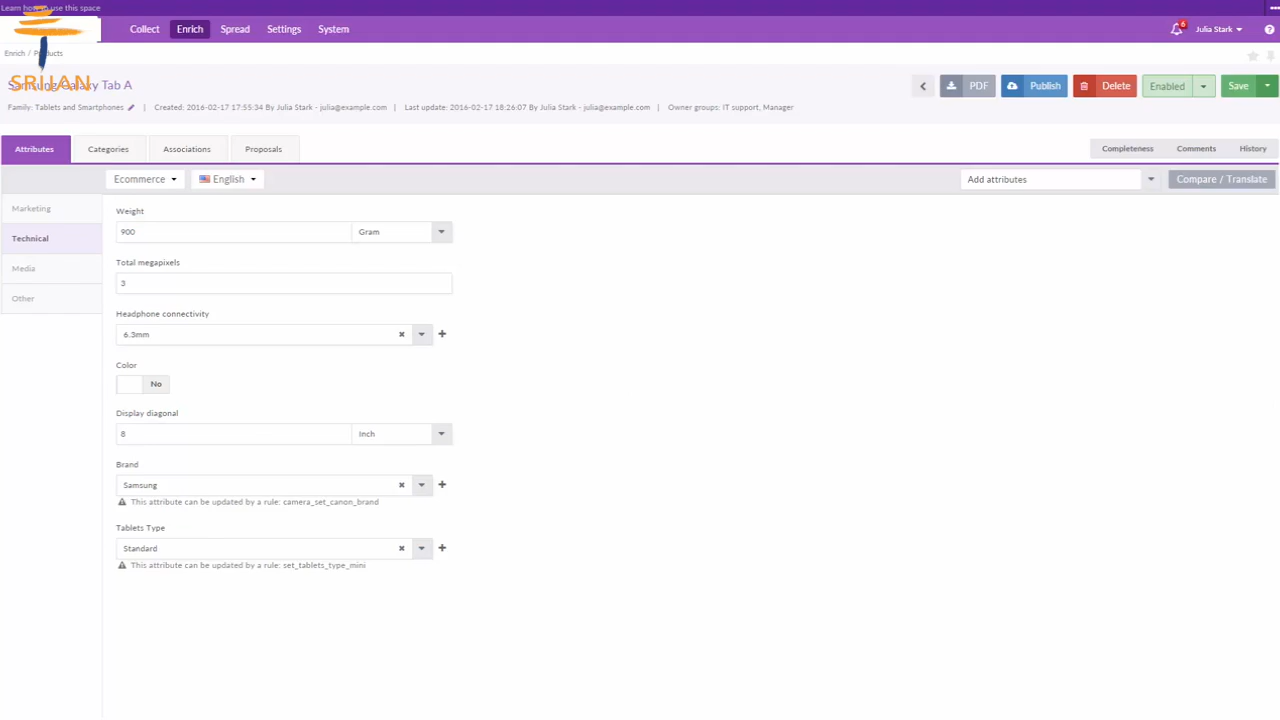 Learn how to use this space
Collect Enrich Spread Settings System 6 Julia Stark
Enrich / Products
SRIJAN
Samsung Galaxy Tab A PDF Publish Delete Enabled Save
Family: Tablets and Smartphones | Created: 2016-02-17 17:55:34 By Julia Stark - julia@example.com | Last update: 2016-02-17 18:26:07 By Julia Stark - julia@example.com | Owner groups: IT support, Manager
Attributes Categories Associations Proposals Completeness Comments History
Ecommerce English Add attributes Compare / Translate
Marketing
Technical
Media
Other
Weight
900 Gram
Total megapixels
3
Headphone connectivity
6.3mm
Color
No
Display diagonal
8 Inch
Brand
Samsung
This attribute can be updated by a rule: camera_set_canon_brand
Tablets Type
Standard
This attribute can be updated by a rule: set_tablets_type_mini